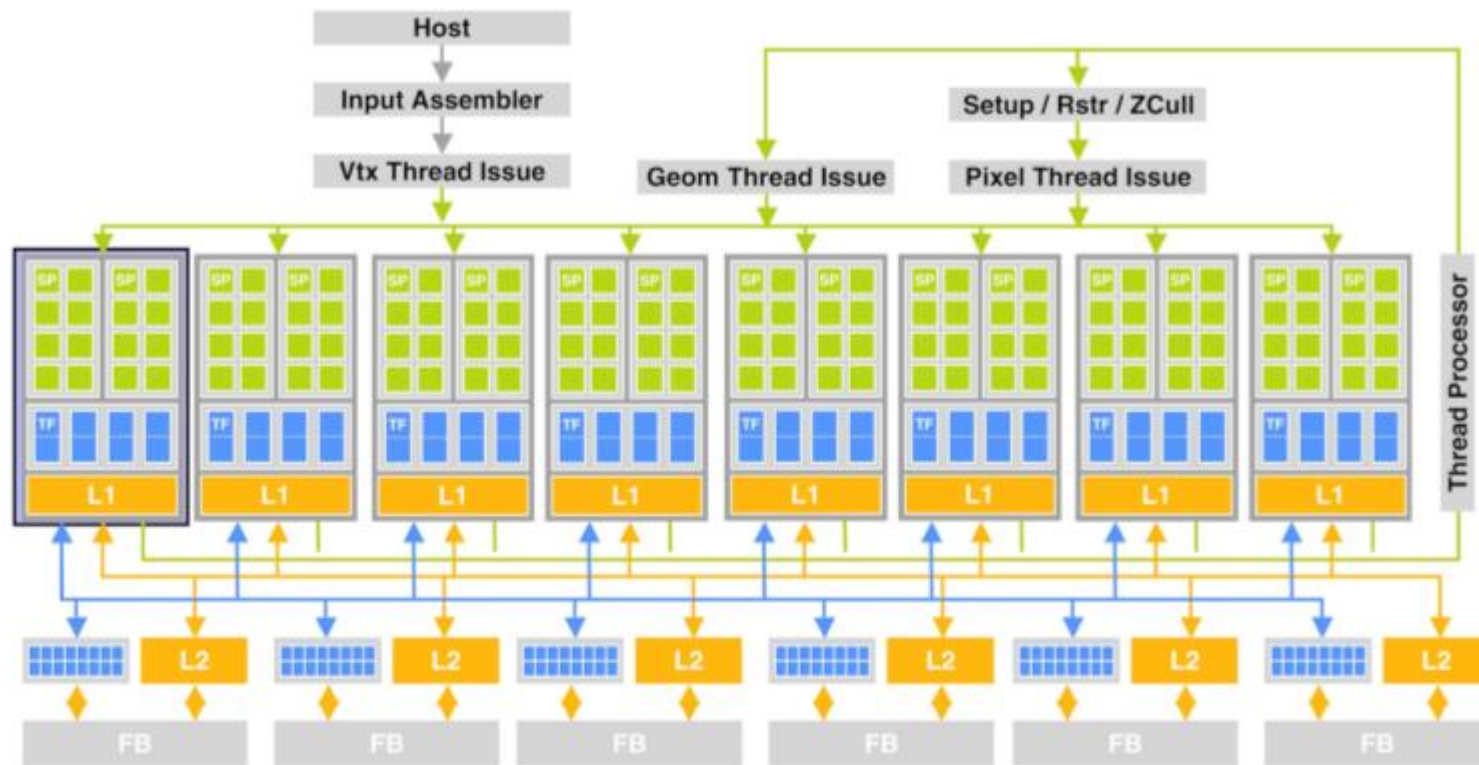 Host
Input Assembler
Setup / Rstr / ZCull
Vtx Thread Issue
Geom Thread Issue
Pixel Thread Issue
SP SP SP SP SP SP SP SP SP SP SP SP SP SP SP SP
Thread Processor
TF TF TF TF TF TF TF TF
L1 L1 L1 L1 L1 L1 L1 L1
L2 L2 L2 L2 L2 L2
FB FB FB FB FB FB